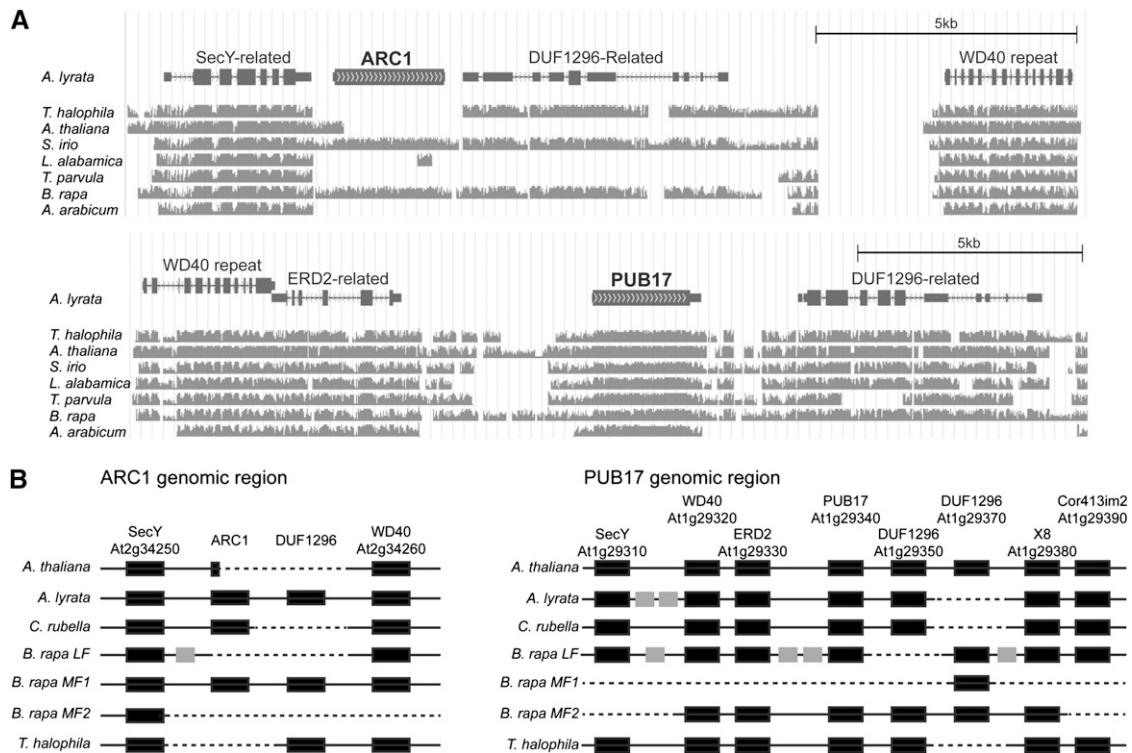 A
5kb
SecY-related ARC1 DUF1296-Related WD40 repeat
A. lyrata
T. halophila
A. thaliana
S. irio
L. alabamica
T. parvula
B. rapa
A. arabicum
5kb
WD40 repeat ERD2-related PUB17 DUF1296-related
A. lyrata
T. halophila
A. thaliana
S. irio
L. alabamica
T. parvula
B. rapa
A. arabicum
B
ARC1 genomic region
SecY ARC1 DUF1296 WD40
At2g34250 At2g34260
A. thaliana
A. lyrata
C. rubella
B. rapa LF
B. rapa MF1
B. rapa MF2
T. halophila
PUB17 genomic region
WD40 PUB17 DUF1296 Cor413im2
At1g29320 At1g29340 At1g29370 At1g29390
SecY ERD2 DUF1296 X8
At1g29310 At1g29330 At1g29350 At1g29380
A. thaliana
A. lyrata
C. rubella
B. rapa LF
B. rapa MF1
B. rapa MF2
T. halophila